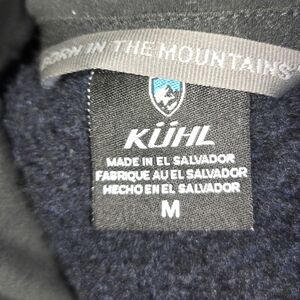 BORN IN THE MOUNTAINS
KÜHL
MADE IN EL SALVADOR
FABRIQUE AU EL SALVADOR
HECHO EN EL SALVADOR
M